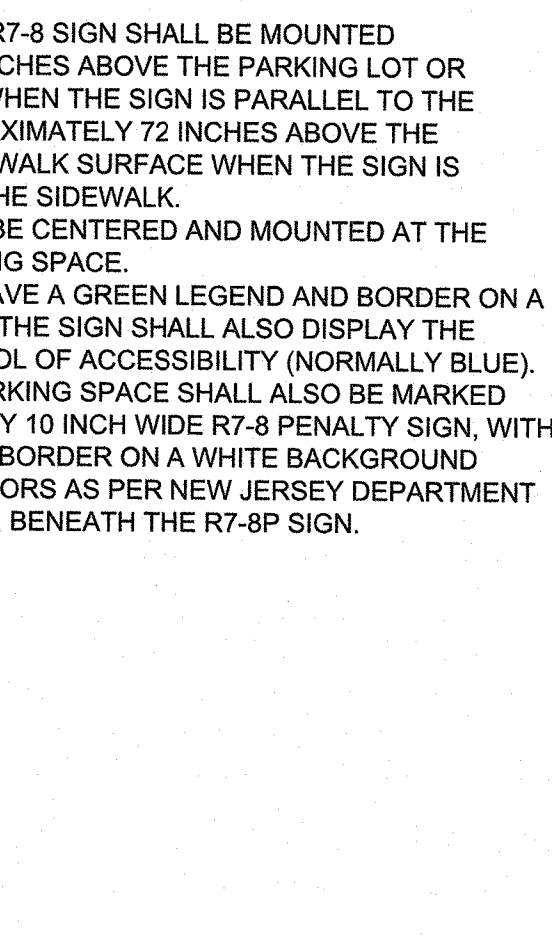 R7-8 SIGN SHALL BE MOUNTED
CHES ABOVE THE PARKING LOT OR
WHEN THE SIGN IS PARALLEL TO THE
XIMATELY 72 INCHES ABOVE THE
WALK SURFACE WHEN THE SIGN IS
HE SIDEWALK.
BE CENTERED AND MOUNTED AT THE
G SPACE.
AVE A GREEN LEGEND AND BORDER ON A
THE SIGN SHALL ALSO DISPLAY THE
OL OF ACCESSIBILITY (NORMALLY BLUE).
RKING SPACE SHALL ALSO BE MARKED
Y 10 INCH WIDE R7-8 PENALTY SIGN, WITH
BORDER ON A WHITE BACKGROUND
ORS AS PER NEW JERSEY DEPARTMENT
BENEATH THE R7-8P SIGN.